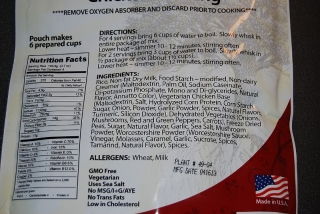 ****REMOVE OXYGEN ABSORBER AND DISCARD PRIOR TO COOKING****
Pouch makes
6 prepared cups
Nutrition Facts
DIRECTIONS:
For 4 servings bring 6 cups of water to boil. Slowly whisk in
entire package of mix.
Lower heat – simmer 10 - 12 minutes, stirring often
For 2 servings bring 3 cups water to boil. Slowly whisk in
Lower heat – simmer 10 - 12 minutes, stirring often
INGREDIENTS:
Rice, Non Fat Dry Milk, Food Starch – modified, Non-dairy
Creamer (Maltodextrin, Palm Oil, Sodium Caseinate,
Dipotassium Phosphate, Mono and Di-glycerides, Natural
Flavor, Annatto Color), Vegetarian Chicken Base
(Maltodextrin, Salt, Hydrolyzed Corn Protein, Corn Starch,
Sugar, Onion Powder, Garlic Powder, Spices, Natural Flavors,
Turmeric, Silicon Dioxide), Dehydrated Vegetables (Onions,
Mushrooms, Red and Green Peppers, Carrots), Freeze Dried
Peas, Sugar, Natural Flavor, Garlic, Sea Salt, Mushroom
Powder, Worcestershire Powder (Worcestershire Sauce,
Vinegar, Molasses, Caramel, Garlic, Sucrose, Spices,
Tamarind, Natural Flavor), Spices.
ALLERGENS: Wheat, Milk
GMO Free
Vegetarian
Uses Sea Salt
No MSG/I+G/AYE
No Trans Fats
Low in Cholesterol
PLANT # 49-04
MFG DATE 041613
Made in U.S.A.